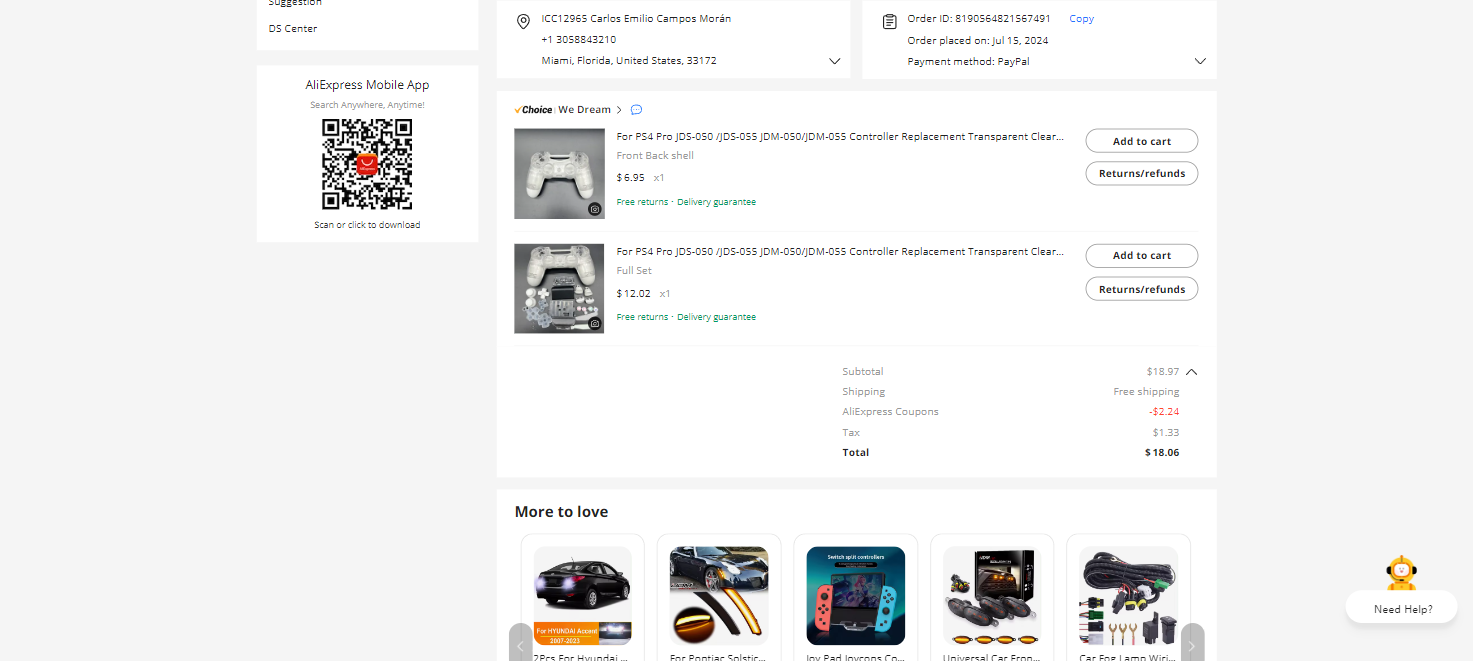 Suggestion
DS Center
AliExpress Mobile App
Search Anywhere, Anytime!
Scan or click to download
ICC12965 Carlos Emilio Campos Morán
+1 3058843210
Miami, Florida, United States, 33172
Order ID: 8190564821567491 Copy
Order placed on: Jul 15, 2024
Payment method: PayPal
Choice We Dream
For PS4 Pro JDS-050 /JDS-055 JDM-050/JDM-055 Controller Replacement Transparent Clear...
Front Back shell
$6.95 x1
Free returns · Delivery guarantee
Add to cart
Returns/refunds
For PS4 Pro JDS-050 /JDS-055 JDM-050/JDM-055 Controller Replacement Transparent Clear...
Full Set
$12.02 x1
Free returns · Delivery guarantee
Add to cart
Returns/refunds
Subtotal $18.97
Shipping Free shipping
AliExpress Coupons -$2.24
Tax $1.33
Total $18.06
More to love
For HYUNDAI Accent
2007-2023
Switch split controllers
2Pcs For Hyundai ...
For Pontiac Solstic...
Joy Pad Joycons Co...
Universal Car Fron...
Car Fog Lamp Wiri...
Need Help?